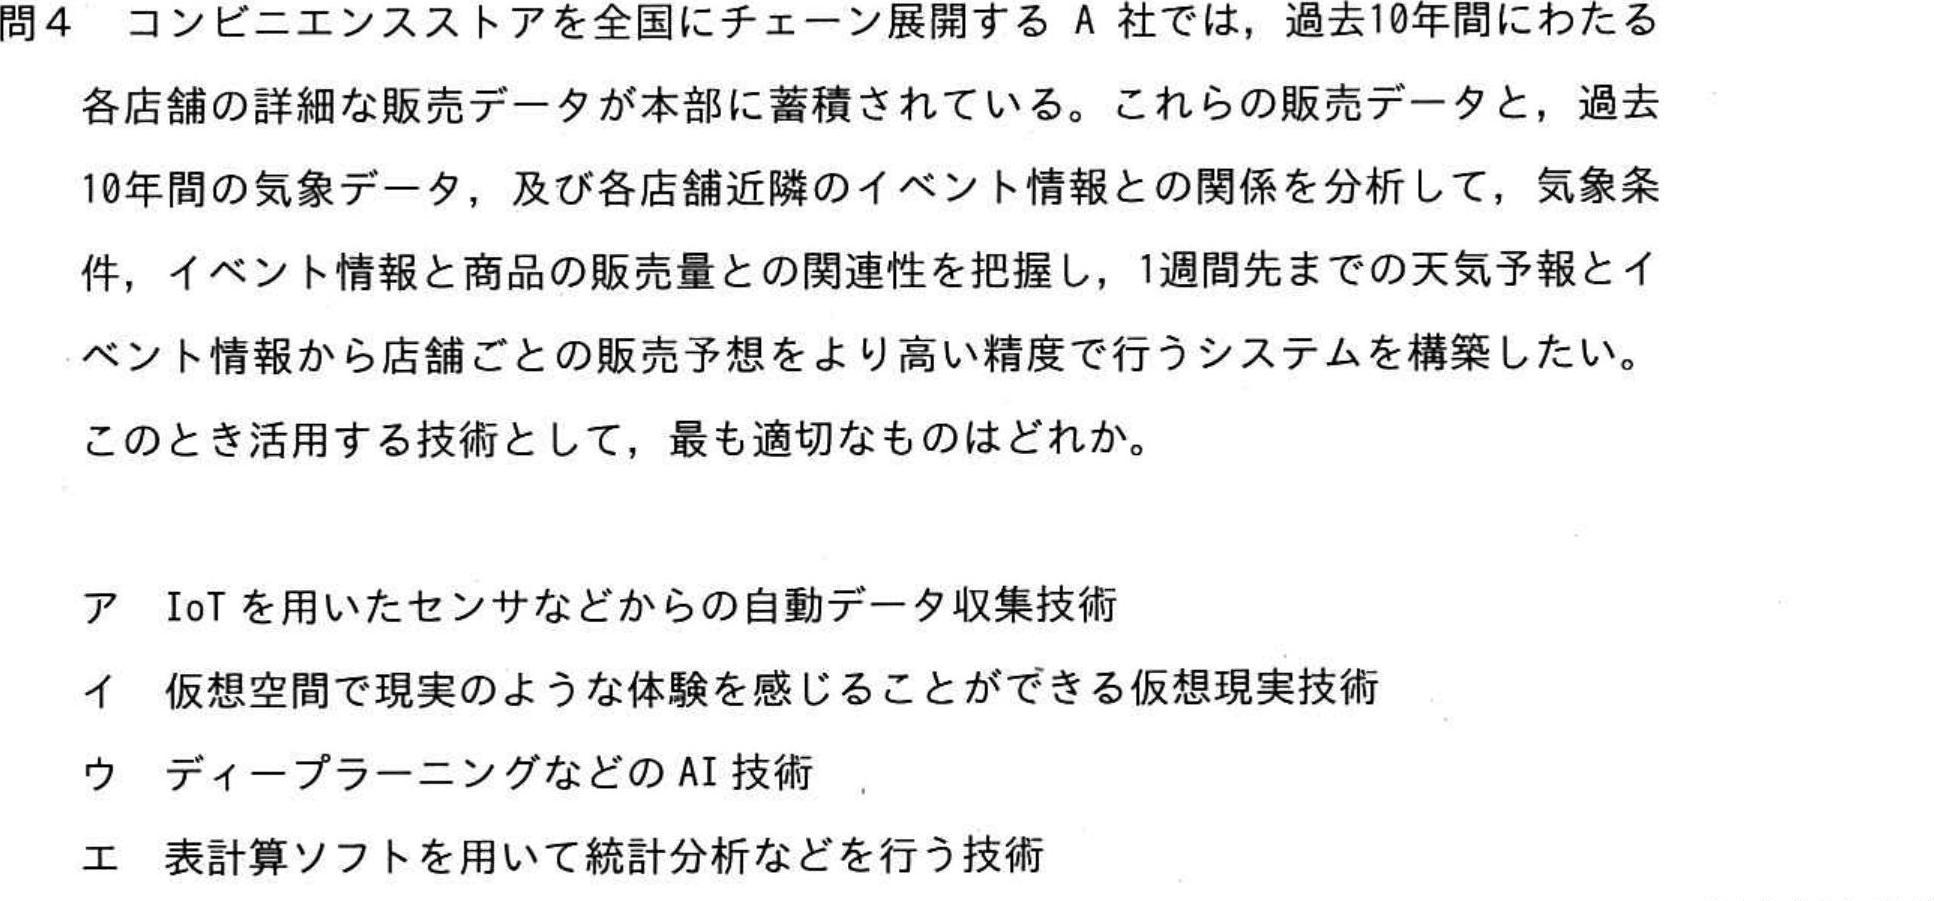 問４　コンビニエンスストアを全国にチェーン展開する A 社では，過去10年間にわたる
各店舗の詳細な販売データが本部に蓄積されている。これらの販売データと，過去
10年間の気象データ，及び各店舗近隣のイベント情報との関係を分析して，気象条
件，イベント情報と商品の販売量との関連性を把握し，1週間先までの天気予報とイ
ベント情報から店舗ごとの販売予想をより高い精度で行うシステムを構築したい。
このとき活用する技術として，最も適切なものはどれか。
ア　IoT を用いたセンサなどからの自動データ収集技術
イ　仮想空間で現実のような体験を感じることができる仮想現実技術
ウ　ディープラーニングなどの AI 技術
エ　表計算ソフトを用いて統計分析などを行う技術